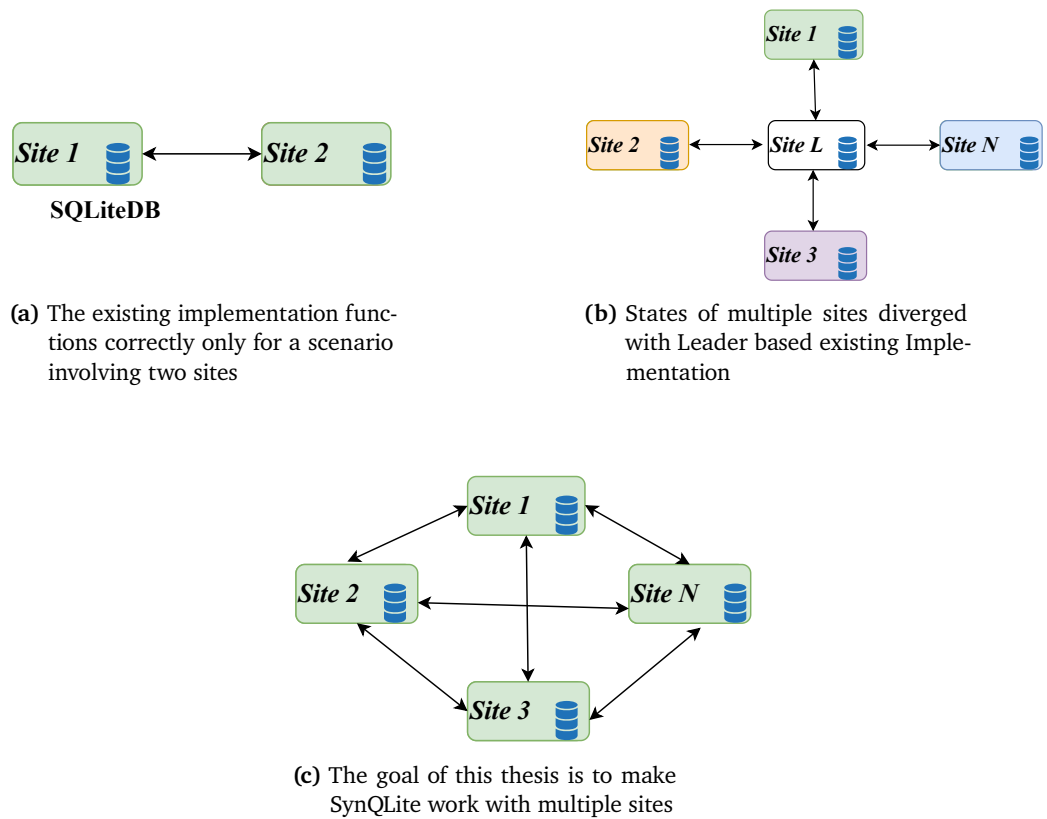 Site 1
Site 2
SQLiteDB
(a) The existing implementation func-
tions correctly only for a scenario
involving two sites
Site 1
Site 2
Site L
Site N
Site 3
(b) States of multiple sites diverged
with Leader based existing Imple-
mentation
Site 1
Site 2
Site N
Site 3
(c) The goal of this thesis is to make
SynQLite work with multiple sites